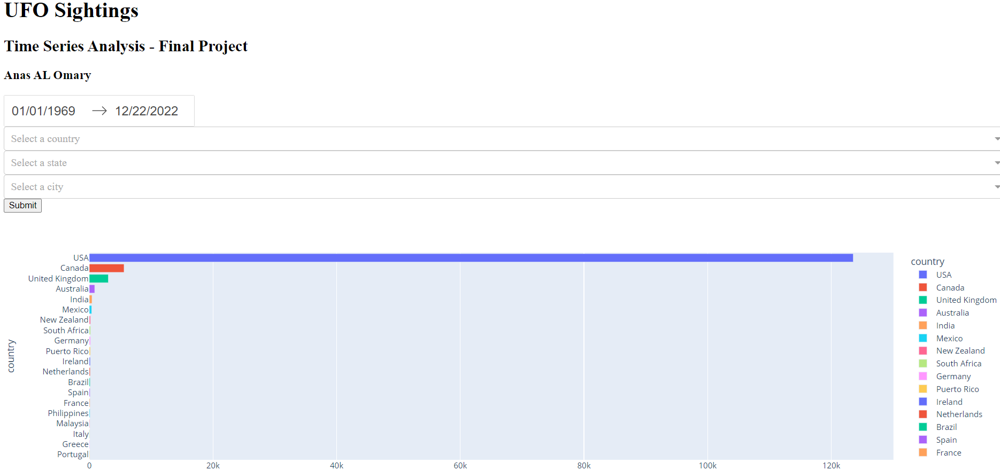 UFO Sightings
Time Series Analysis - Final Project
Anas AL Omary
01/01/1969 → 12/22/2022
Select a country
Select a state
Select a city
Submit
country
USA
Canada
United Kingdom
Australia
India
Mexico
New Zealand
South Africa
Germany
Puerto Rico
Ireland
Netherlands
Brazil
Spain
France
Philippines
Malaysia
Italy
Greece
Portugal
0 20k 40k 60k 80k 100k 120k
country
USA
Canada
United Kingdom
Australia
India
Mexico
New Zealand
South Africa
Germany
Puerto Rico
Ireland
Netherlands
Brazil
Spain
France